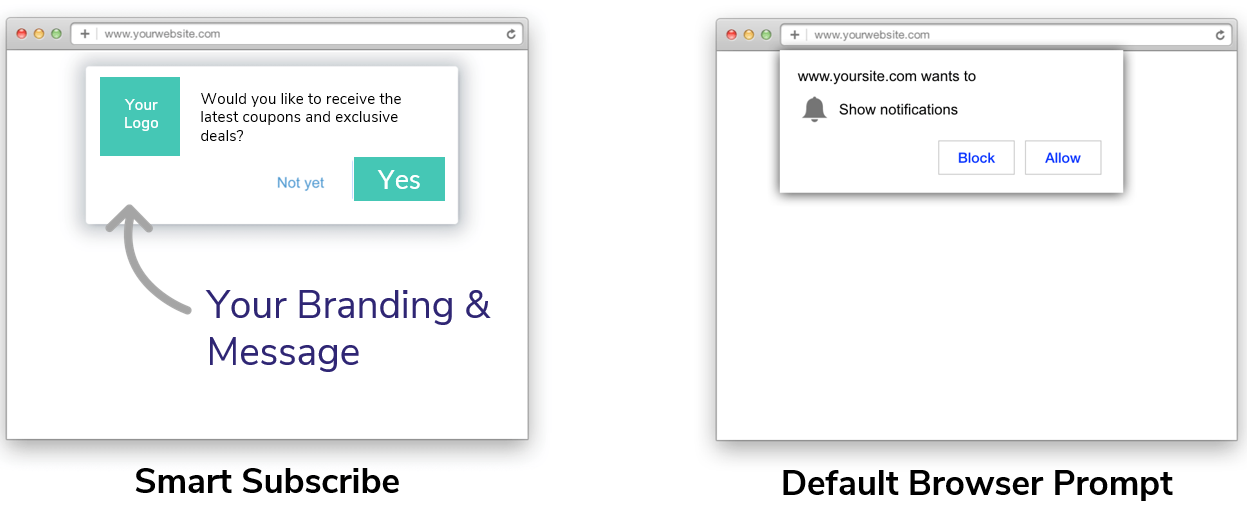 www.yourwebsite.com
Your
Logo
Would you like to receive the
latest coupons and exclusive
deals?
Not yet
Yes
Your Branding &
Message
Smart Subscribe
www.yourwebsite.com
www.yoursite.com wants to
Show notifications
Block
Allow
Default Browser Prompt